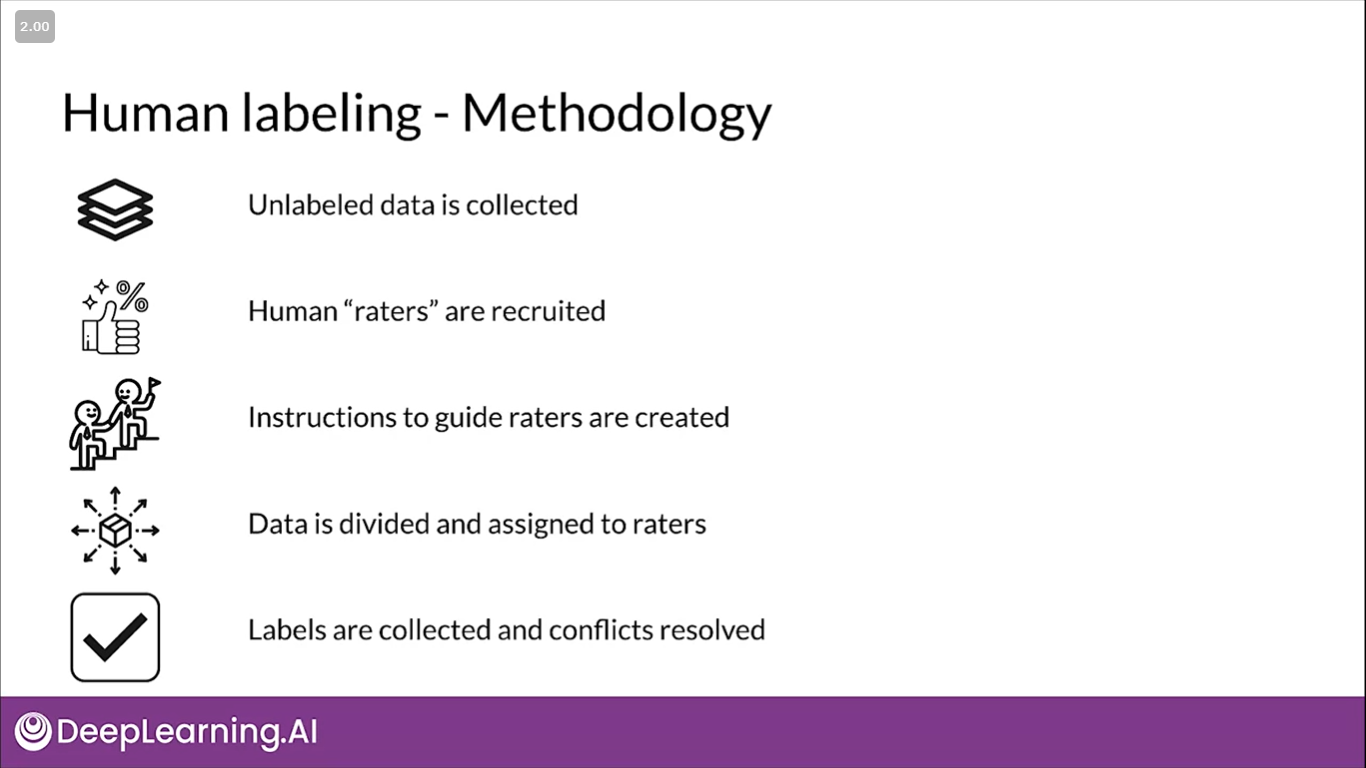 2.00
Human labeling - Methodology
Unlabeled data is collected
%
Human “raters” are recruited
Instructions to guide raters are created
Data is divided and assigned to raters
Labels are collected and conflicts resolved
DeepLearning.AI